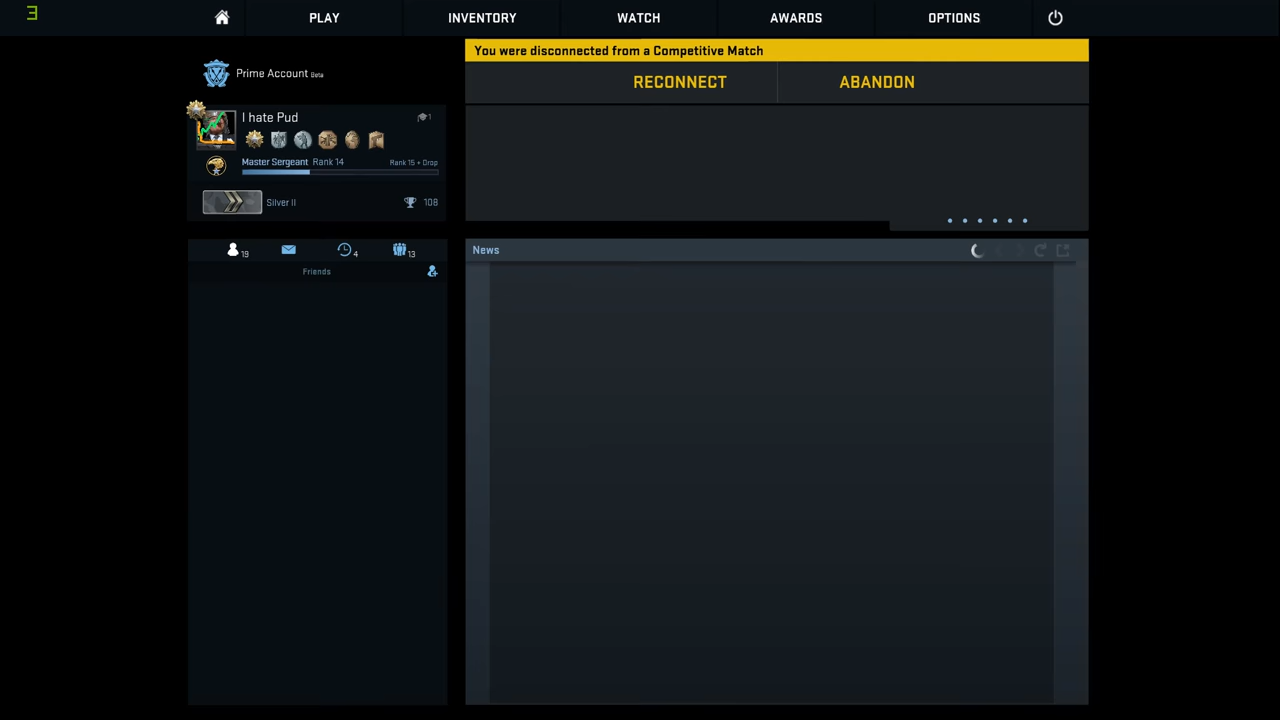 3
PLAY
INVENTORY
WATCH
AWARDS
OPTIONS
Prime Account Beta
You were disconnected from a Competitive Match
RECONNECT
ABANDON
I hate Pud
1
Master Sergeant Rank 14
Rank 15 + Drop
Silver II
108
19
4
13
Friends
News